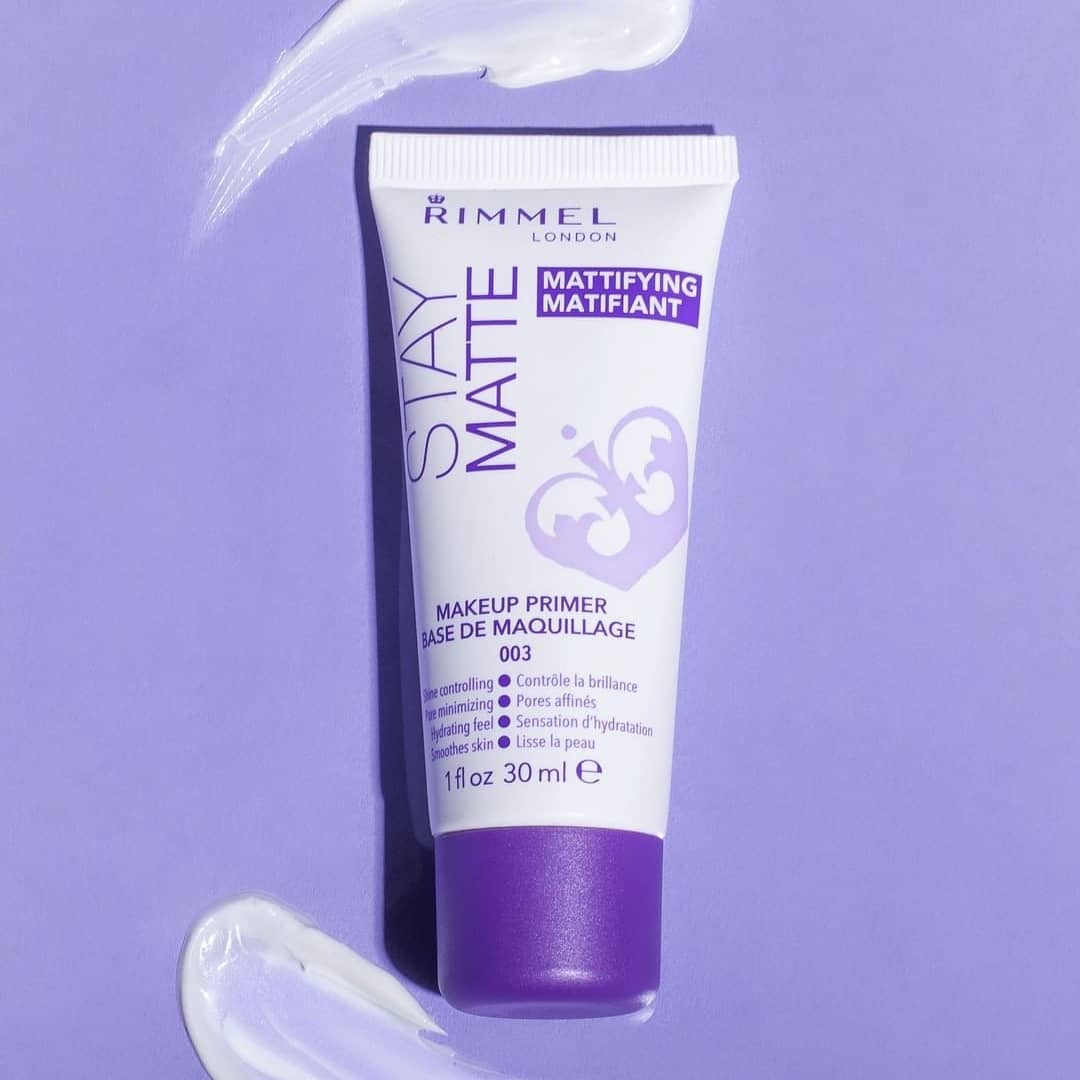 RIMMEL
LONDON
STAY
MATTE
MATTIFYING
MATIFIANT
MAKEUP PRIMER
BASE DE MAQUILLAGE
003
Shine controlling ● Contrôle la brillance
Pore minimizing ● Pores affinés
Hydrating feel ● Sensation d'hydratation
Smoothes skin ● Lisse la peau
1 fl oz 30 ml ℮